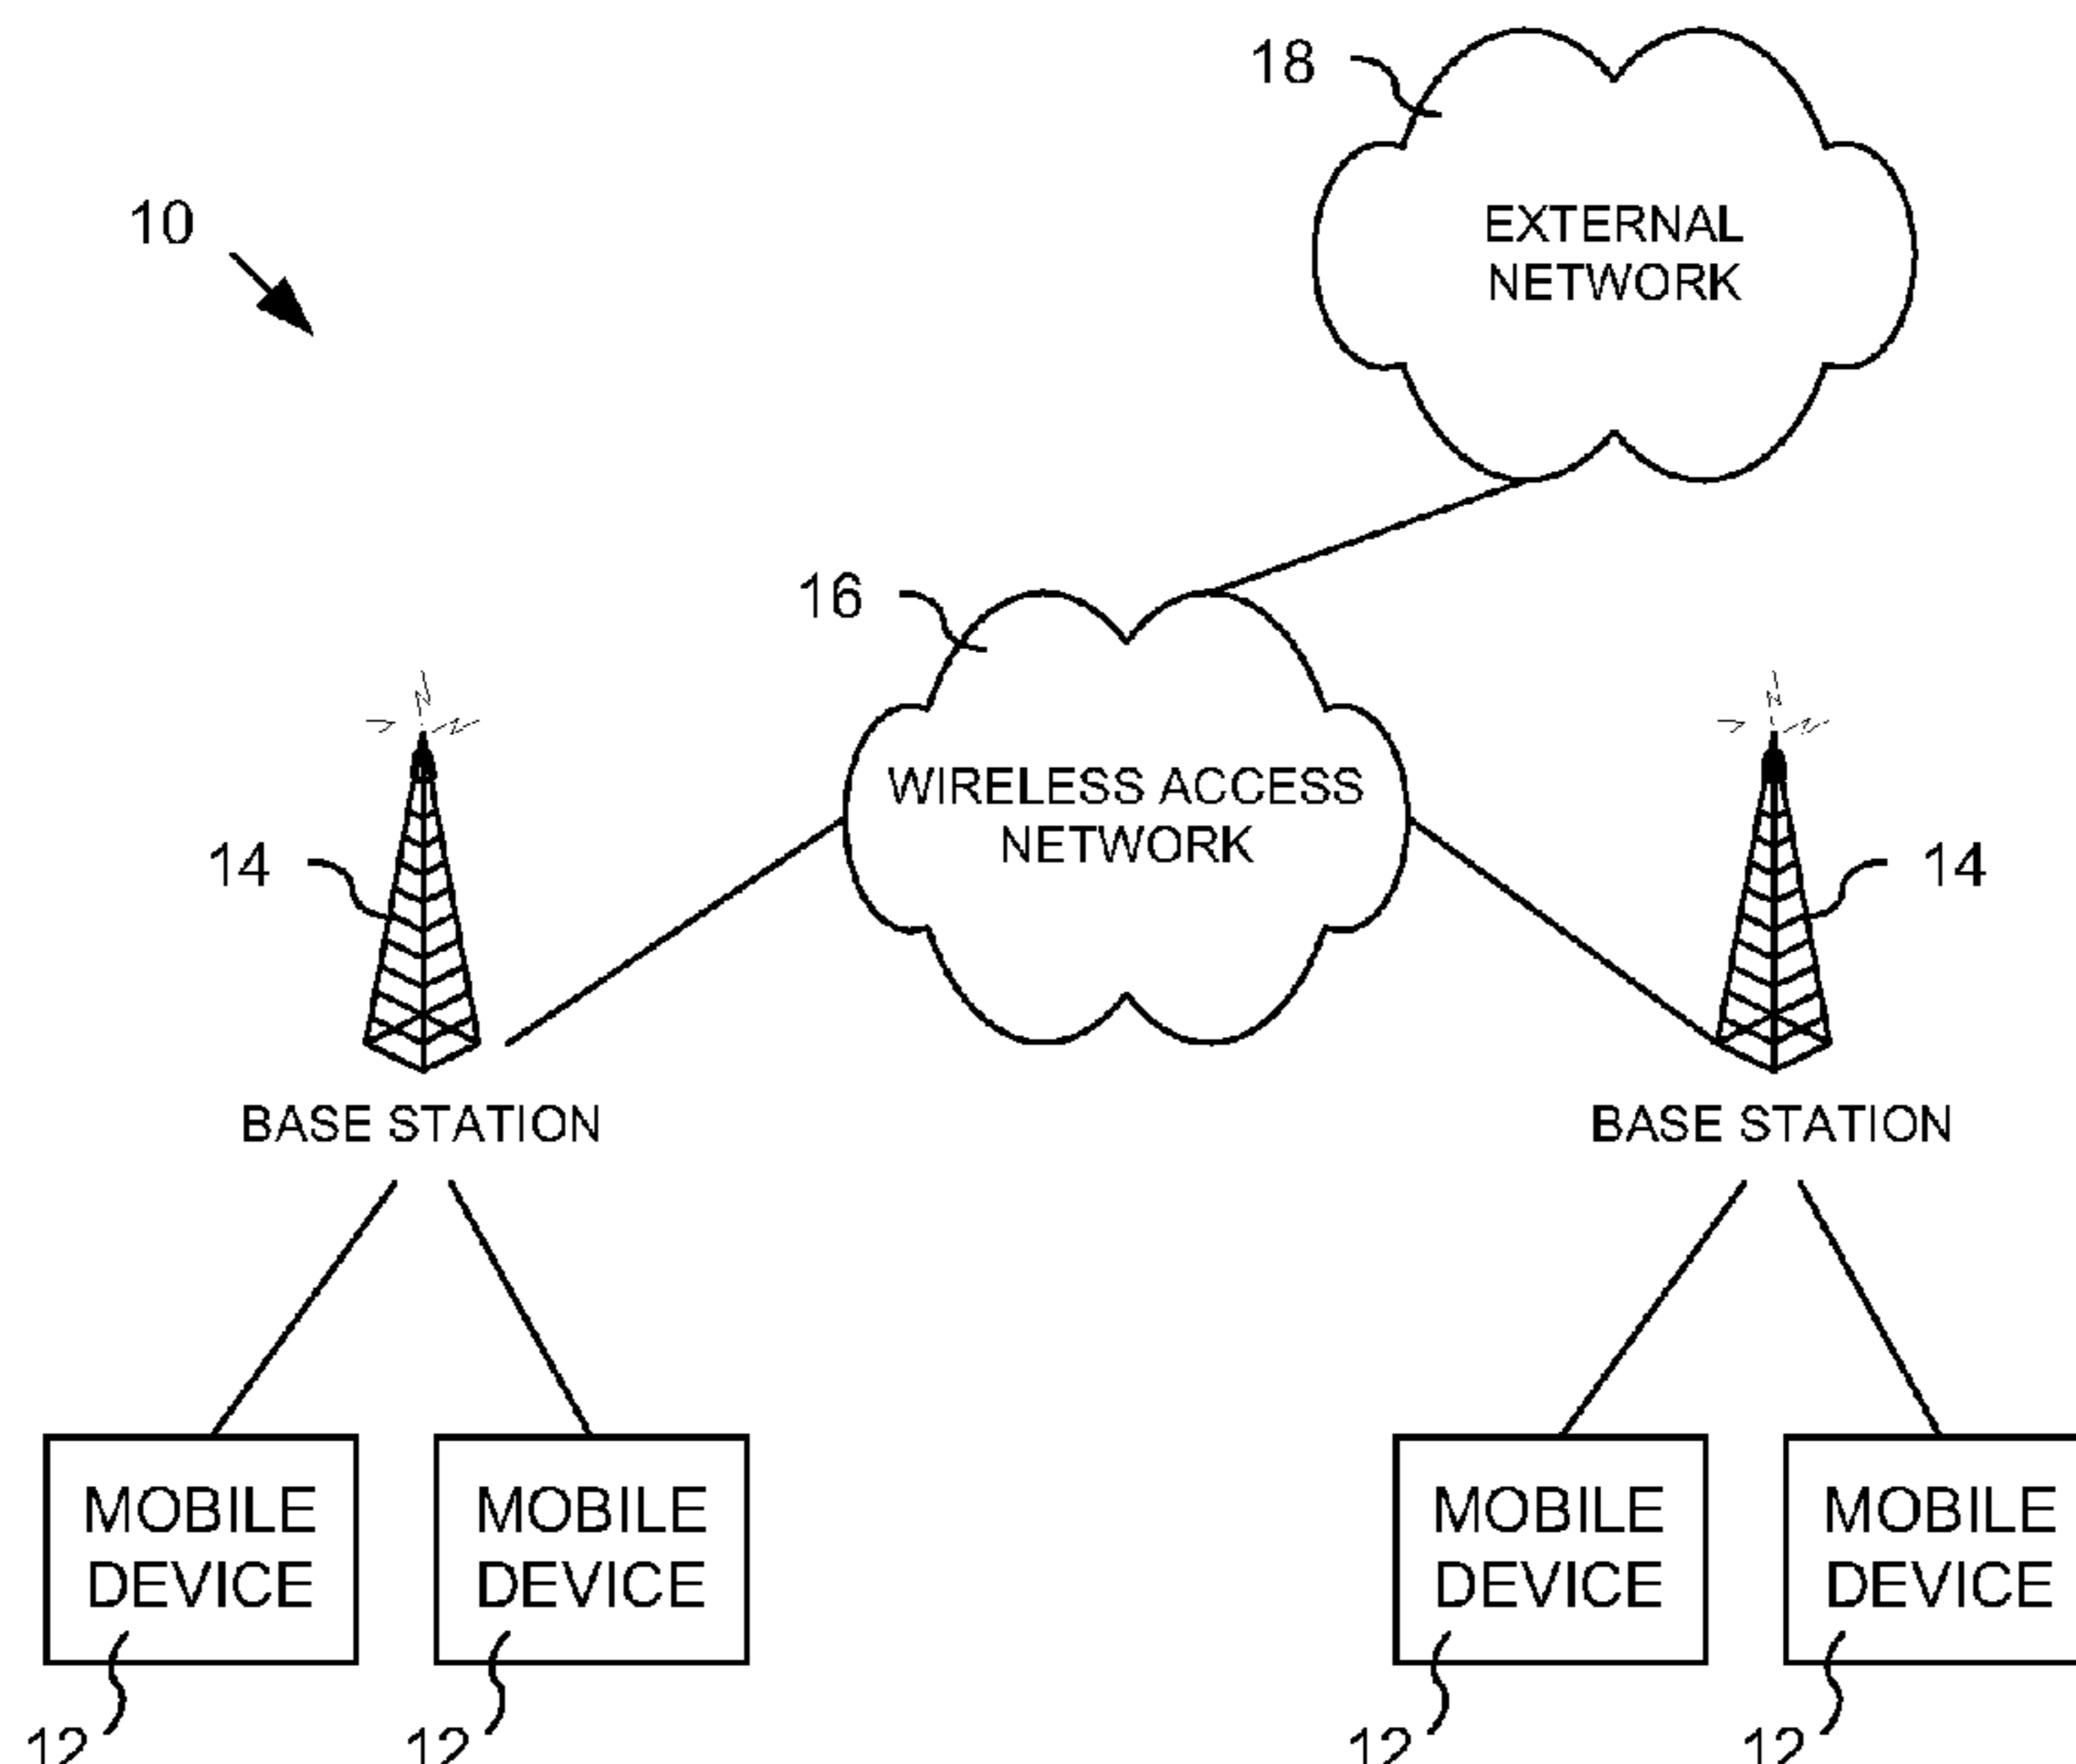 18
10
EXTERNAL
NETWORK
16
WIRELESS ACCESS
NETWORK
14
14
BASE STATION
BASE STATION
MOBILE
DEVICE
MOBILE
DEVICE
MOBILE
DEVICE
MOBILE
DEVICE
12
12
12
12